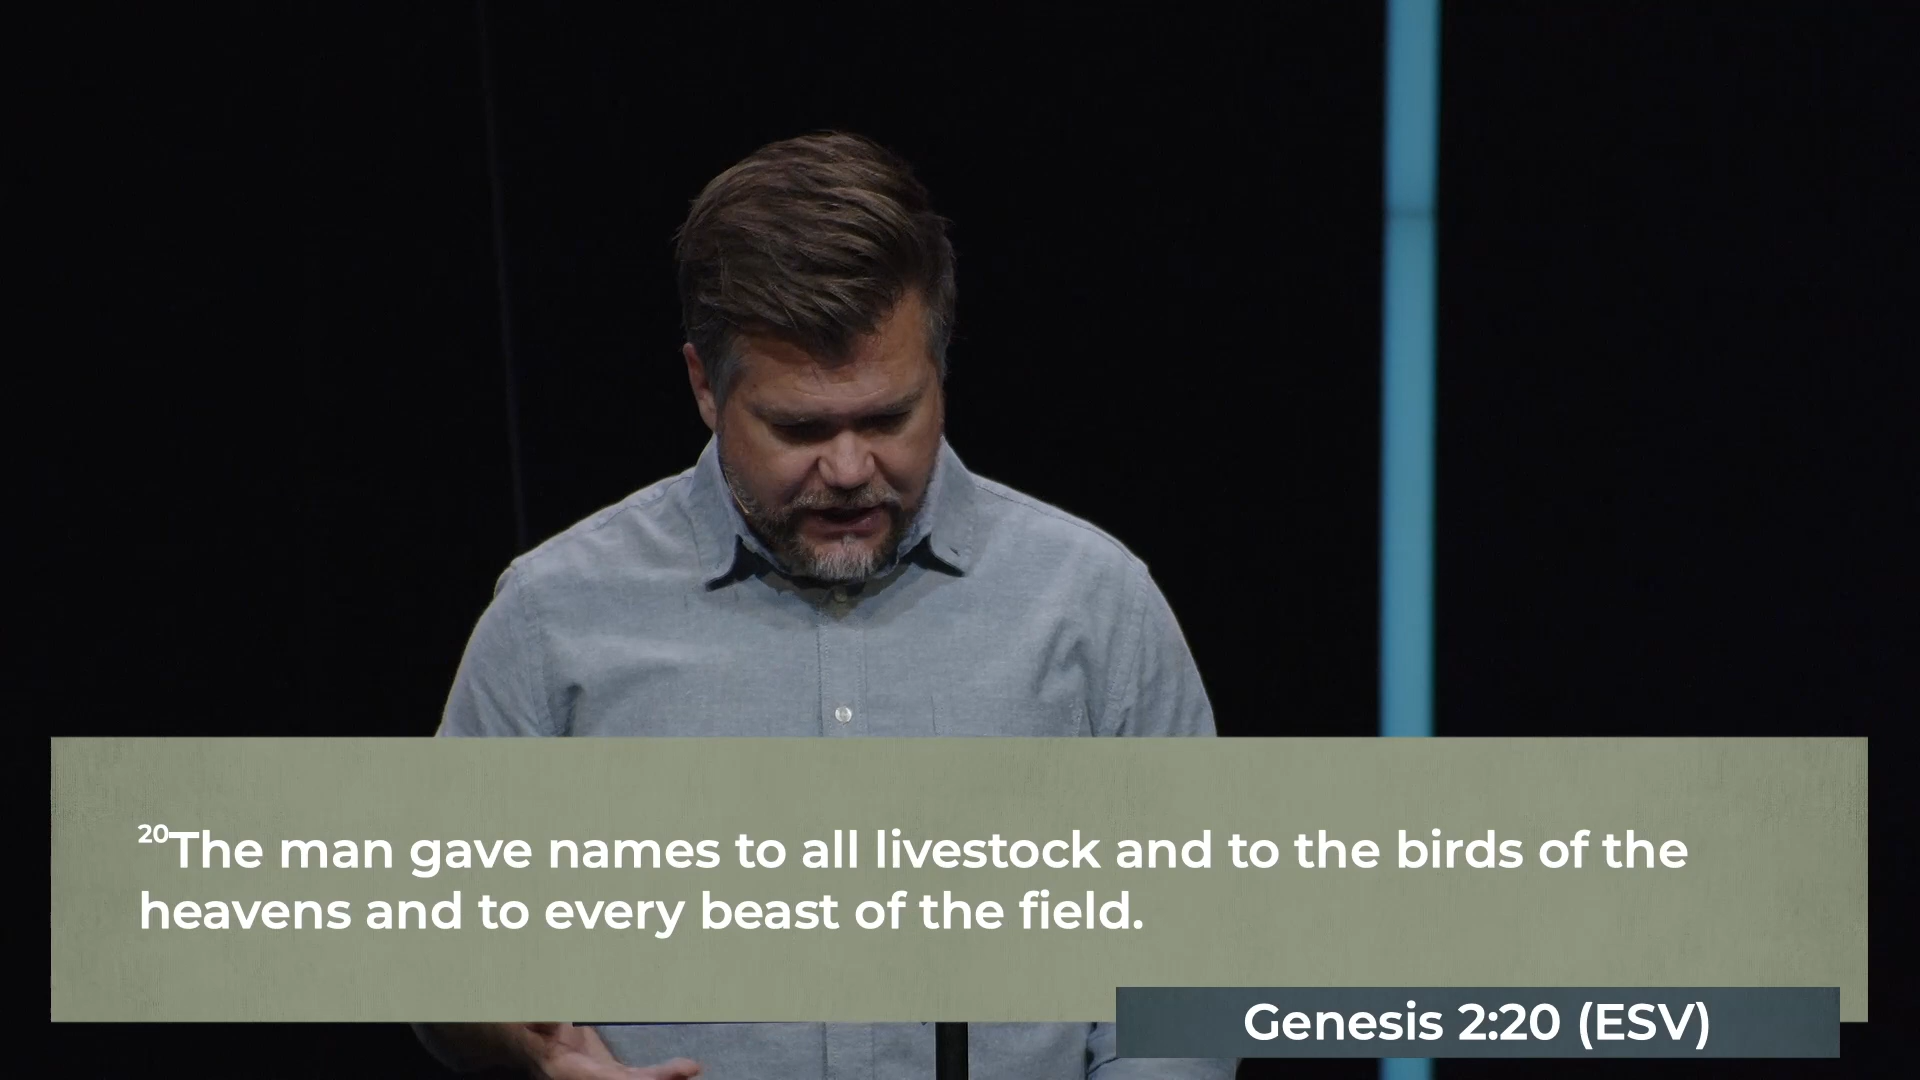 20The man gave names to all livestock and to the birds of the
heavens and to every beast of the field.
Genesis 2:20 (ESV)